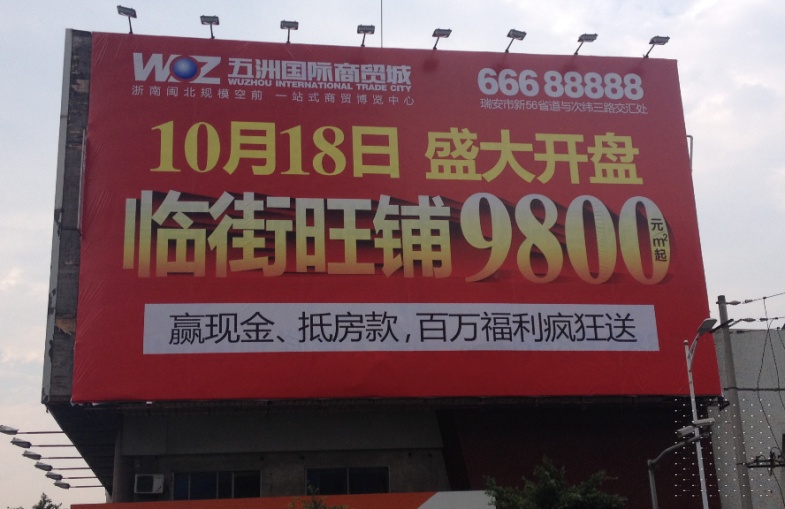 WOZ 五洲国际商贸城
WUZHOU INTERNATIONAL TRADE CITY
浙南闽北规模空前 一站式商贸博览中心
666 88888
瑞安市新56省道与次纬三路交汇处
10月18日 盛大开盘
临街旺铺9800元/㎡起
赢现金、抵房款,百万福利疯狂送